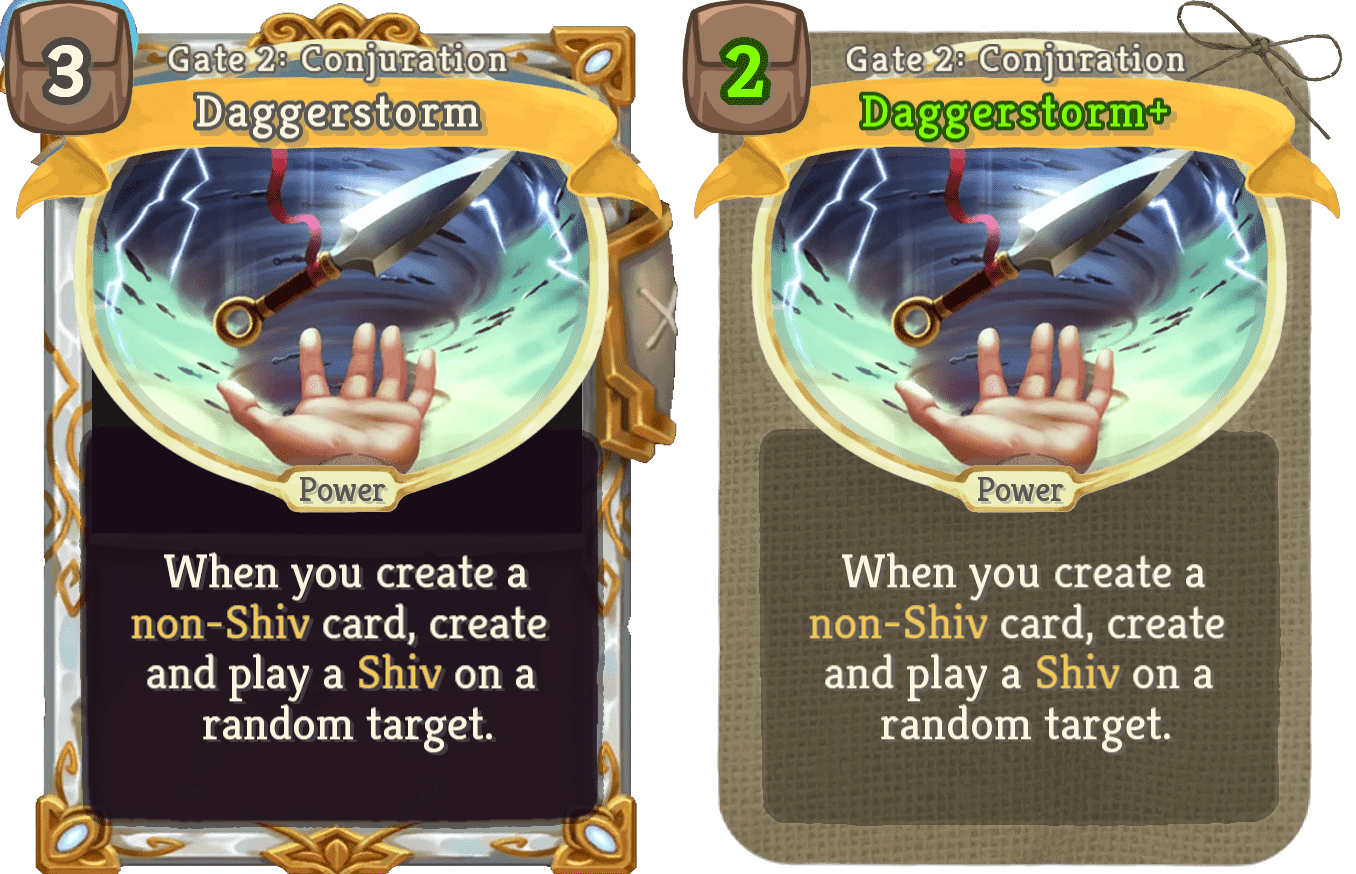 3
Gate 2: Conjuration
Daggerstorm
Power
When you create a
non-Shiv card, create
and play a Shiv on a
random target.
2
Gate 2: Conjuration
Daggerstorm+
Power
When you create a
non-Shiv card, create
and play a Shiv on a
random target.